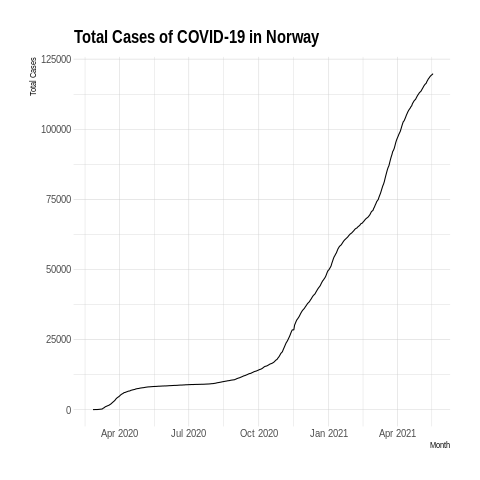 Total Cases of COVID-19 in Norway
Total Cases
125000
100000
75000
50000
25000
0
Apr 2020 Jul 2020 Oct 2020 Jan 2021 Apr 2021
Month